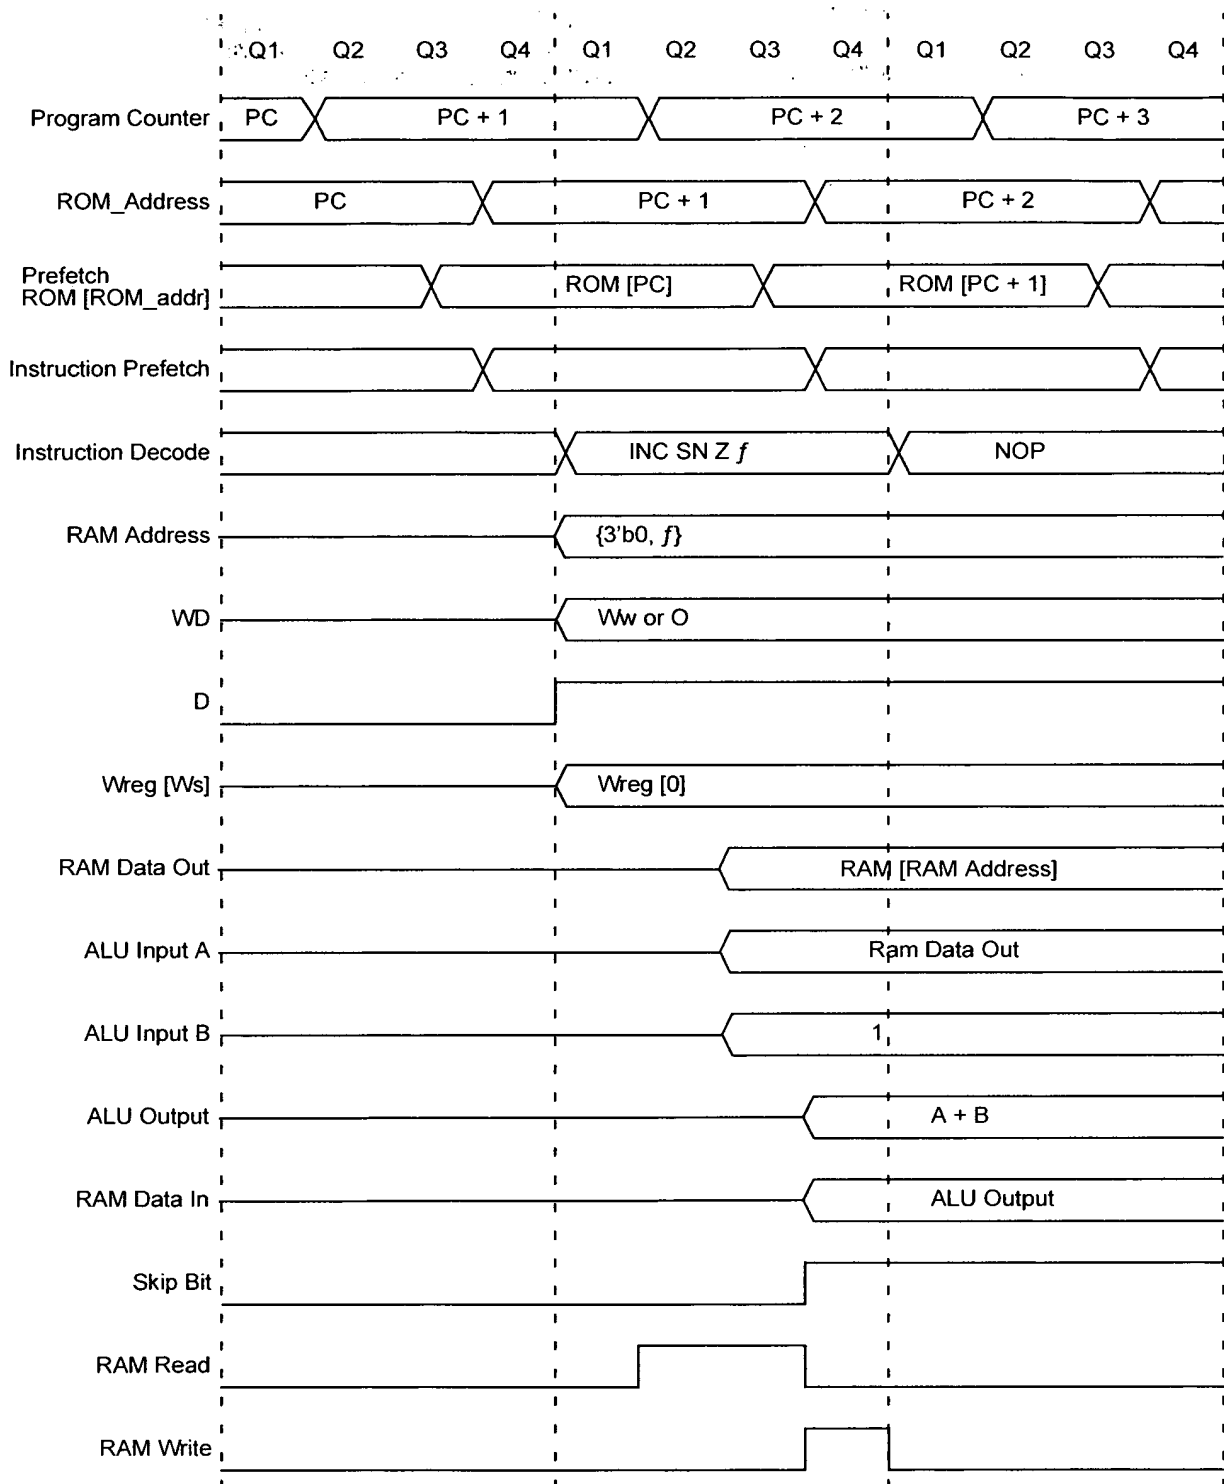 Q1 Q2 Q3 Q4 Q1 Q2 Q3 Q4 Q1 Q2 Q3 Q4
Program Counter PC PC + 1 PC + 2 PC + 3
ROM_Address PC PC + 1 PC + 2
Prefetch
ROM [ROM_addr] ROM [PC] ROM [PC + 1]
Instruction Prefetch
Instruction Decode INC SN Z ƒ NOP
RAM Address {3'b0, ƒ}
WD Ww or O
D
Wreg [Ws] Wreg [0]
RAM Data Out RAM [RAM Address]
ALU Input A Ram Data Out
ALU Input B 1
ALU Output A + B
RAM Data In ALU Output
Skip Bit
RAM Read
RAM Write